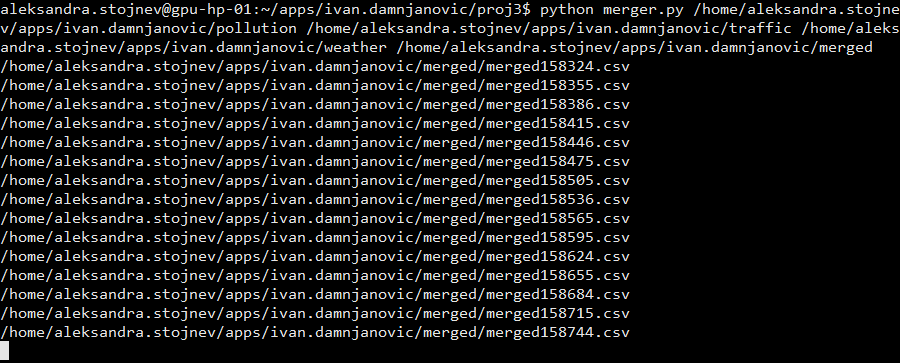 aleksandra.stojnev@gpu-hp-01:~/apps/ivan.damnjanovic/proj3$ python merger.py /home/aleksandra.stojne
v/apps/ivan.damnjanovic/pollution /home/aleksandra.stojnev/apps/ivan.damnjanovic/traffic /home/aleks
andra.stojnev/apps/ivan.damnjanovic/weather /home/aleksandra.stojnev/apps/ivan.damnjanovic/merged
/home/aleksandra.stojnev/apps/ivan.damnjanovic/merged/merged158324.csv
/home/aleksandra.stojnev/apps/ivan.damnjanovic/merged/merged158355.csv
/home/aleksandra.stojnev/apps/ivan.damnjanovic/merged/merged158386.csv
/home/aleksandra.stojnev/apps/ivan.damnjanovic/merged/merged158415.csv
/home/aleksandra.stojnev/apps/ivan.damnjanovic/merged/merged158446.csv
/home/aleksandra.stojnev/apps/ivan.damnjanovic/merged/merged158475.csv
/home/aleksandra.stojnev/apps/ivan.damnjanovic/merged/merged158505.csv
/home/aleksandra.stojnev/apps/ivan.damnjanovic/merged/merged158536.csv
/home/aleksandra.stojnev/apps/ivan.damnjanovic/merged/merged158565.csv
/home/aleksandra.stojnev/apps/ivan.damnjanovic/merged/merged158595.csv
/home/aleksandra.stojnev/apps/ivan.damnjanovic/merged/merged158624.csv
/home/aleksandra.stojnev/apps/ivan.damnjanovic/merged/merged158655.csv
/home/aleksandra.stojnev/apps/ivan.damnjanovic/merged/merged158684.csv
/home/aleksandra.stojnev/apps/ivan.damnjanovic/merged/merged158715.csv
/home/aleksandra.stojnev/apps/ivan.damnjanovic/merged/merged158744.csv